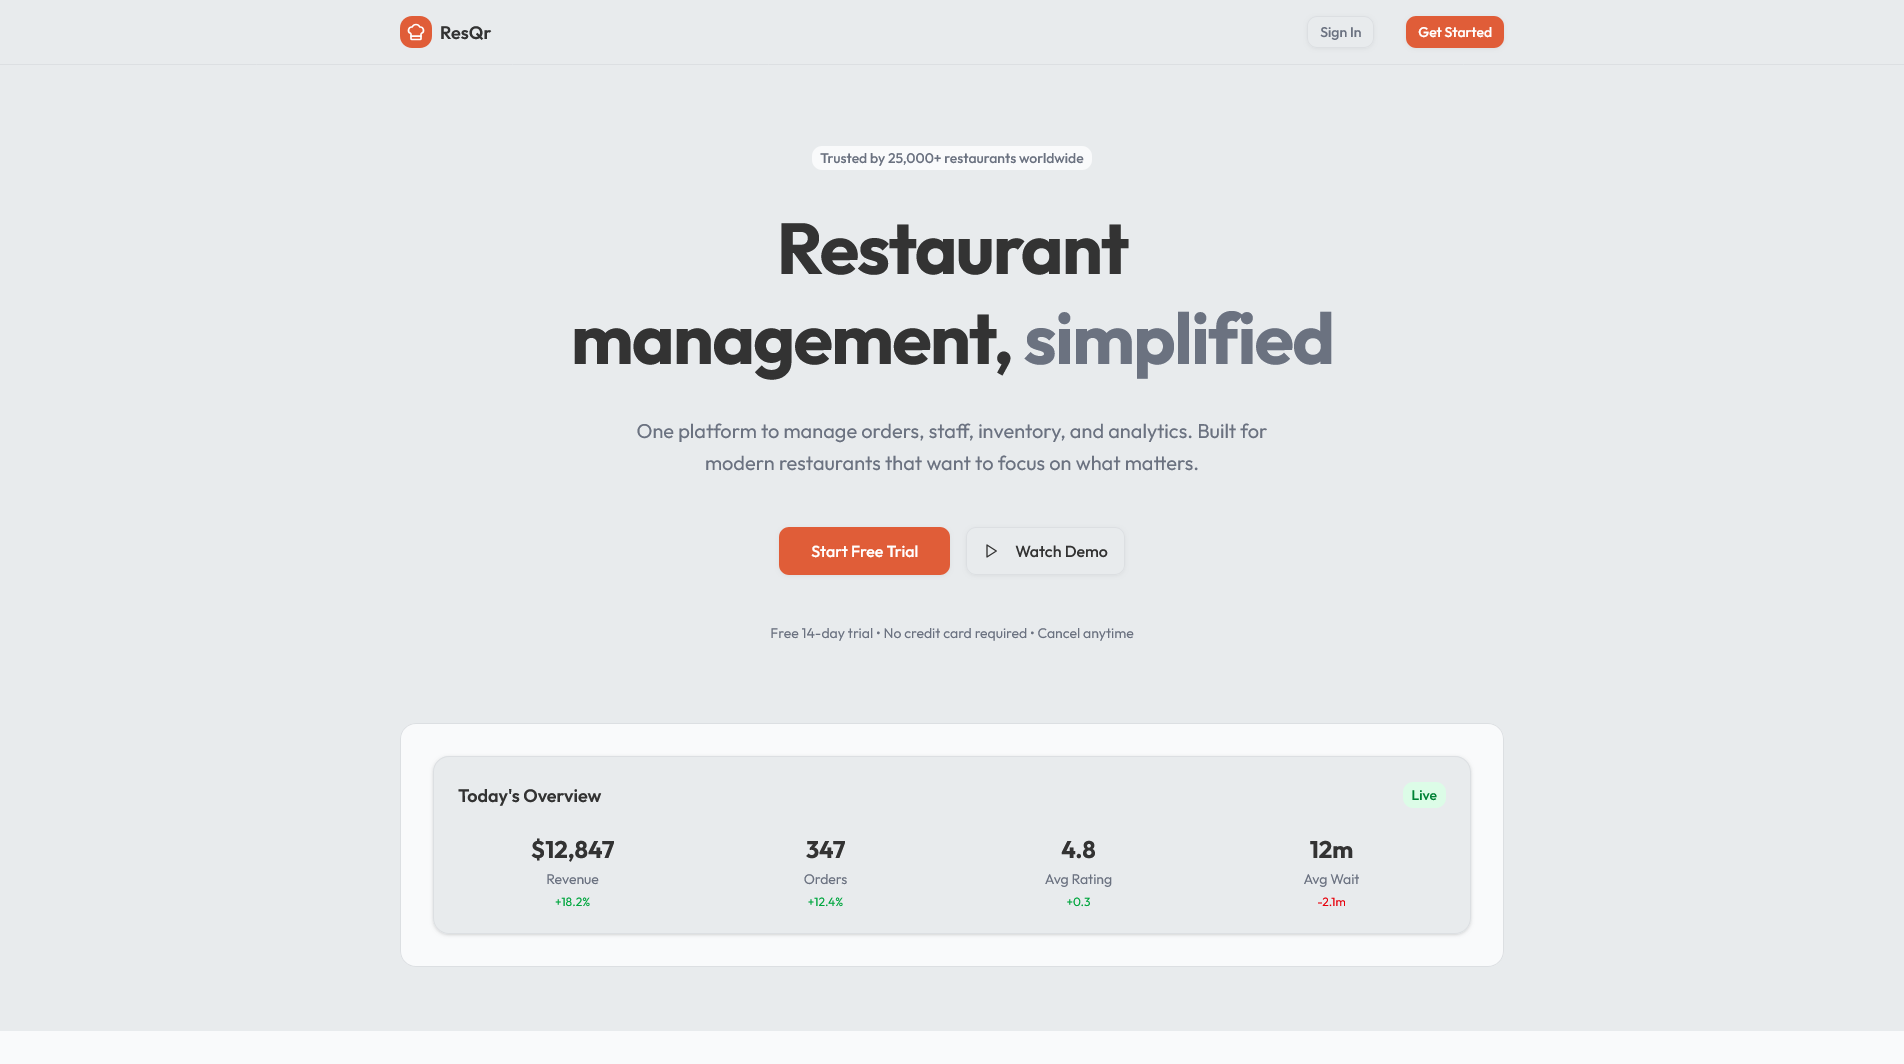 ResQr
Sign In
Get Started
Trusted by 25,000+ restaurants worldwide
Restaurant
management, simplified
One platform to manage orders, staff, inventory, and analytics. Built for
modern restaurants that want to focus on what matters.
Start Free Trial
Watch Demo
Free 14-day trial • No credit card required • Cancel anytime
Today's Overview
Live
$12,847
Revenue
+18.2%
347
Orders
+12.4%
4.8
Avg Rating
+0.3
12m
Avg Wait
-2.1m